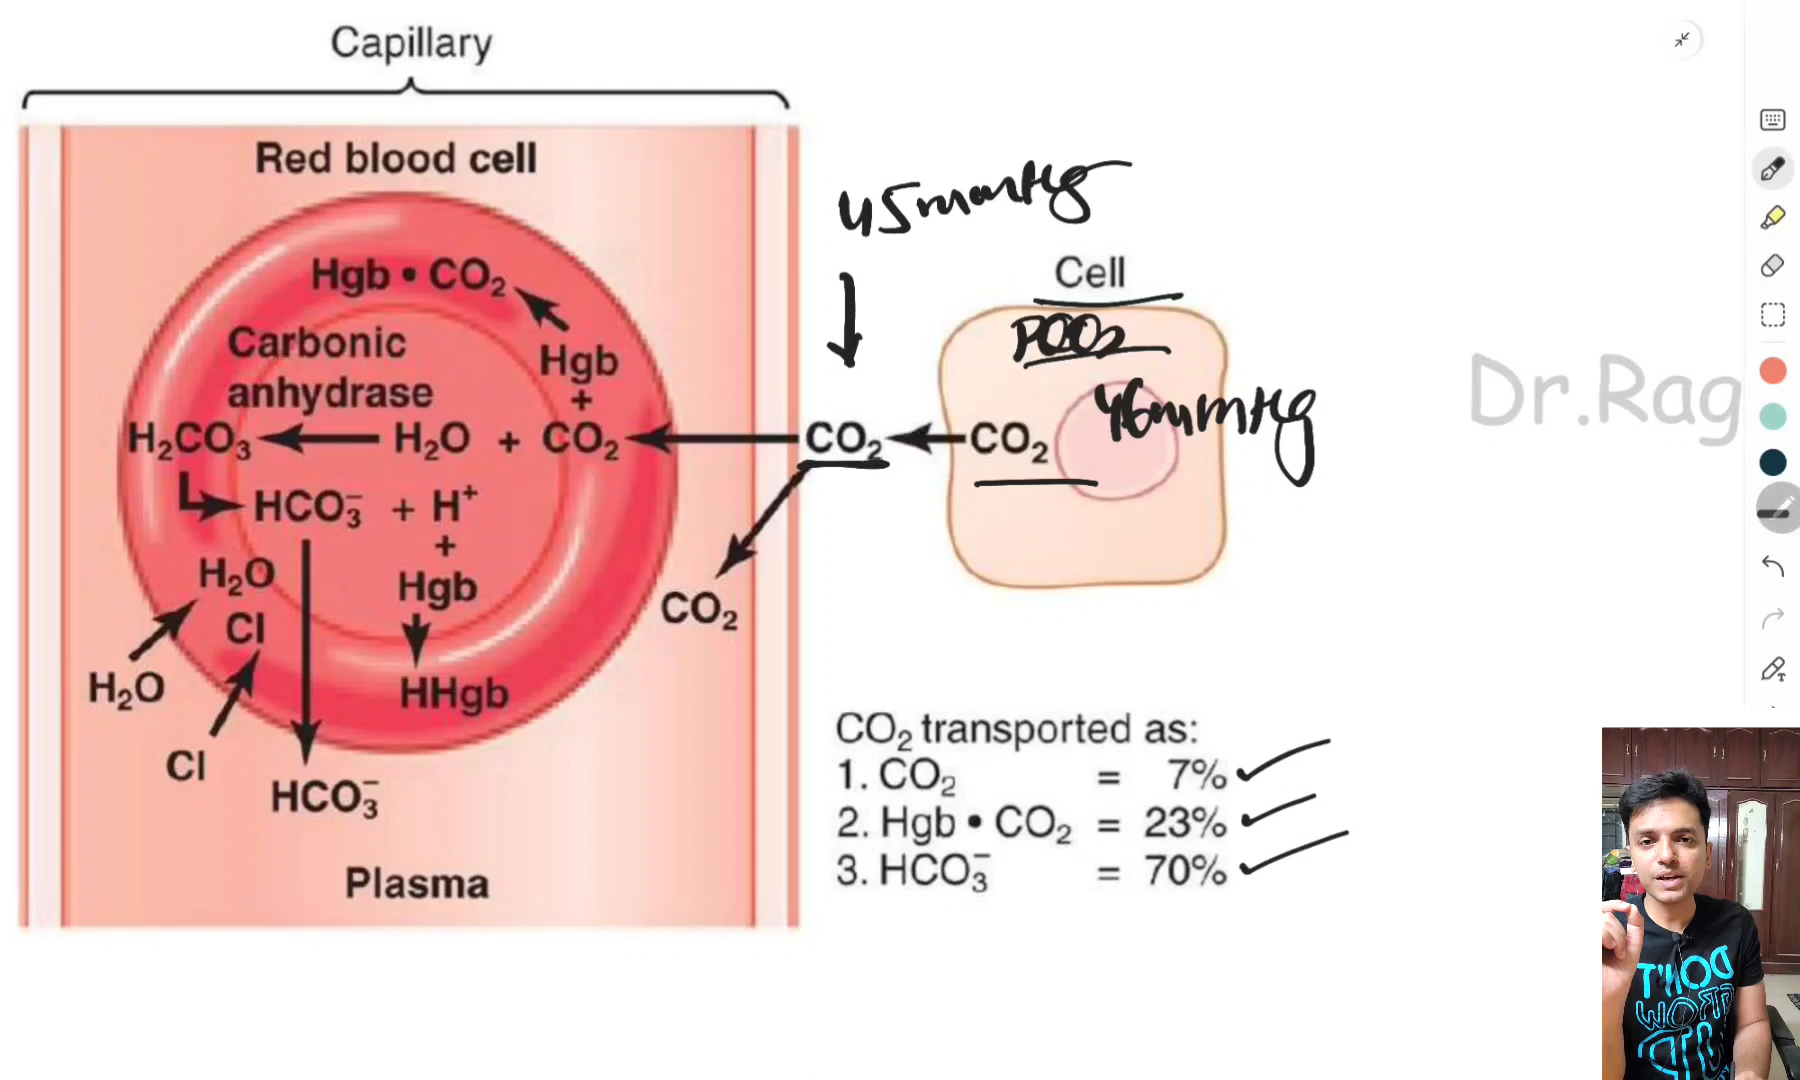 Capillary
Red blood cell
45mmHg
Cell
PCO2
Hgb • CO₂
Carbonic
anhydrase
Hgb
+
46mmHg
H₂CO₃ H₂O + CO₂ CO₂ CO₂
HCO₃⁻ + H⁺
+
H₂O
Hgb
Cl
CO₂
H₂O
HHgb
Cl
HCO₃⁻
Plasma
CO₂ transported as:
1. CO₂ = 7%
2. Hgb • CO₂ = 23%
3. HCO₃⁻ = 70%
Dr.Rag
DON'T